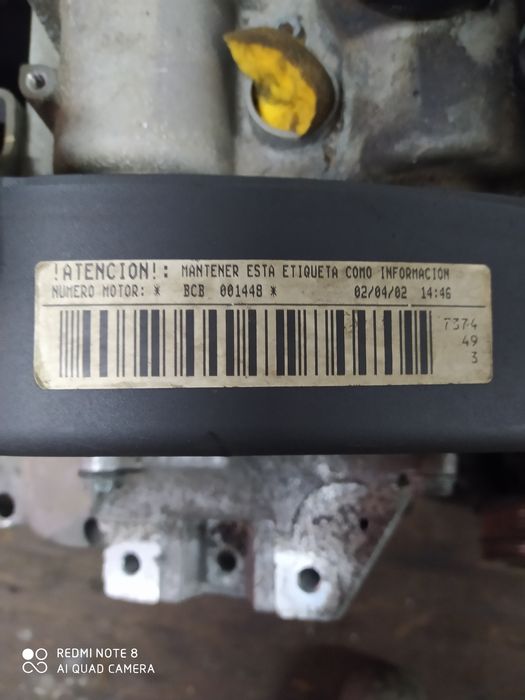 !ATENCION!: MANTENER ESTA ETIQUETA COMO INFORMACION
NUMERO MOTOR: * BCB 001448 * 02/04/02 14:46
T374
49
3
REDMI NOTE 8
AI QUAD CAMERA